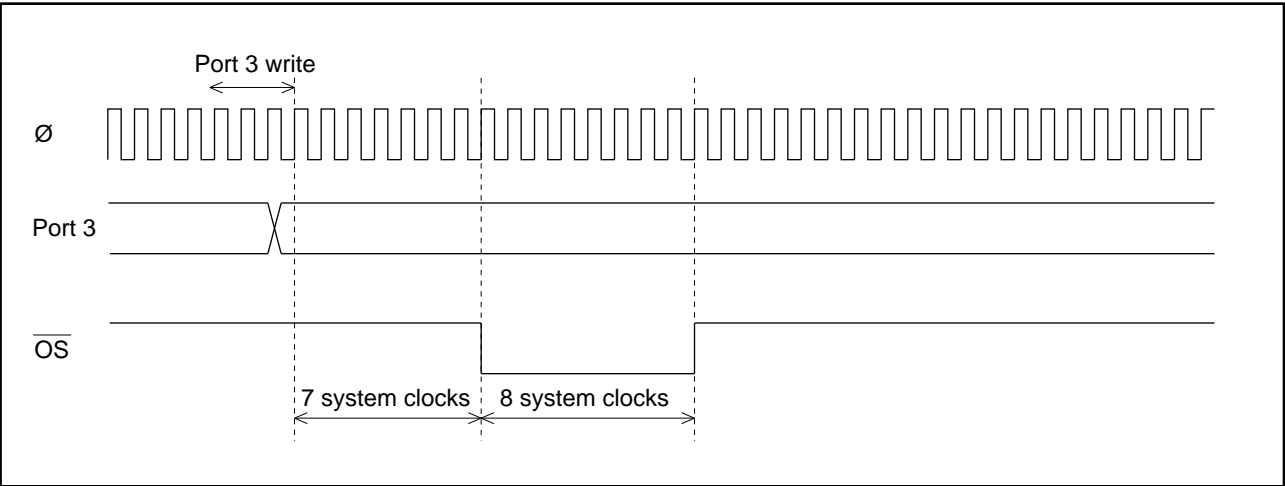 Port 3 write
Ø
Port 3
OS
7 system clocks
8 system clocks